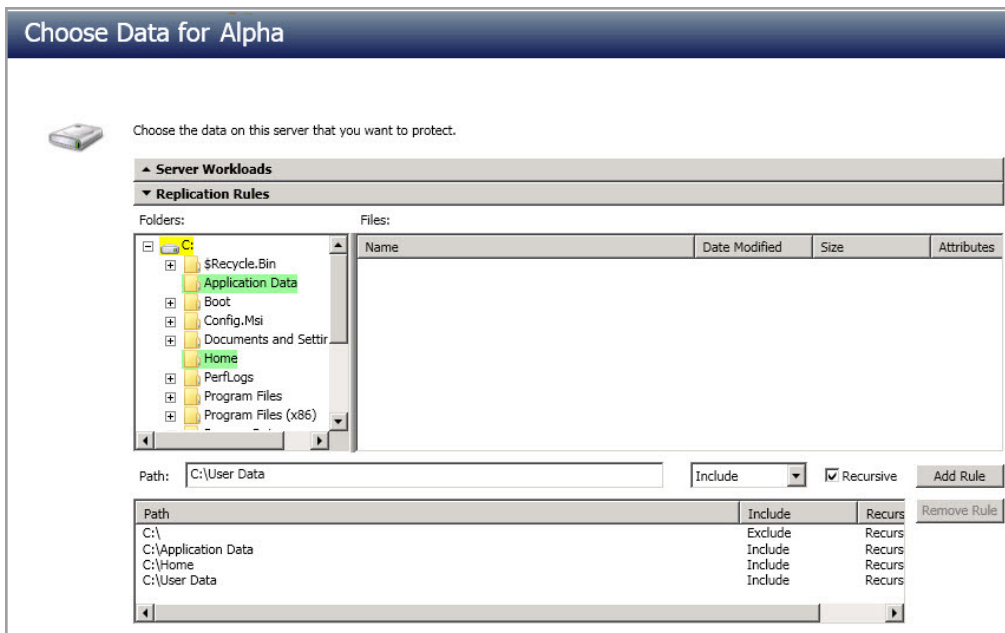 Choose Data for Alpha
Choose the data on this server that you want to protect.
Server Workloads
Replication Rules
Folders: Files:
Name Date Modified Size Attributes
C:
$Recycle.Bin
Application Data
Boot
Config.Msi
Documents and Settir
Home
PerfLogs
Program Files
Program Files (x86)
Path: C:\User Data Include Recursive Add Rule
Path Include Recurs Remove Rule
C:\ Exclude Recurs
C:\Application Data Include Recurs
C:\Home Include Recurs
C:\User Data Include Recurs